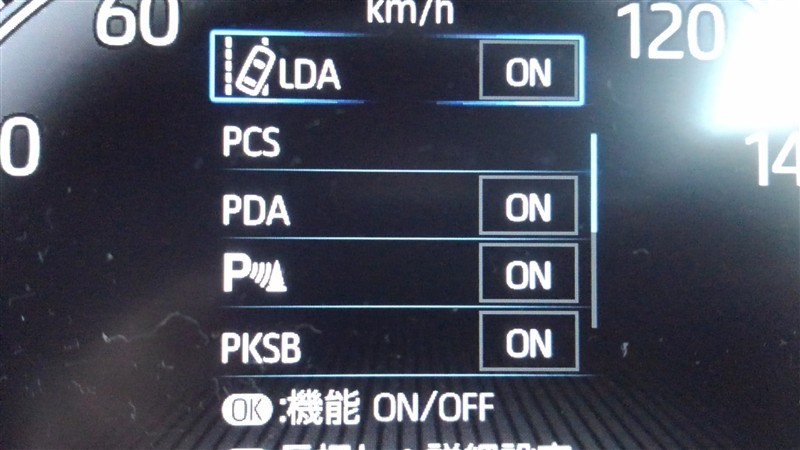 km/h
60
120
0
14
LDA ON
PCS
PDA ON
P ON
PKSB ON
OK:機能 ON/OFF